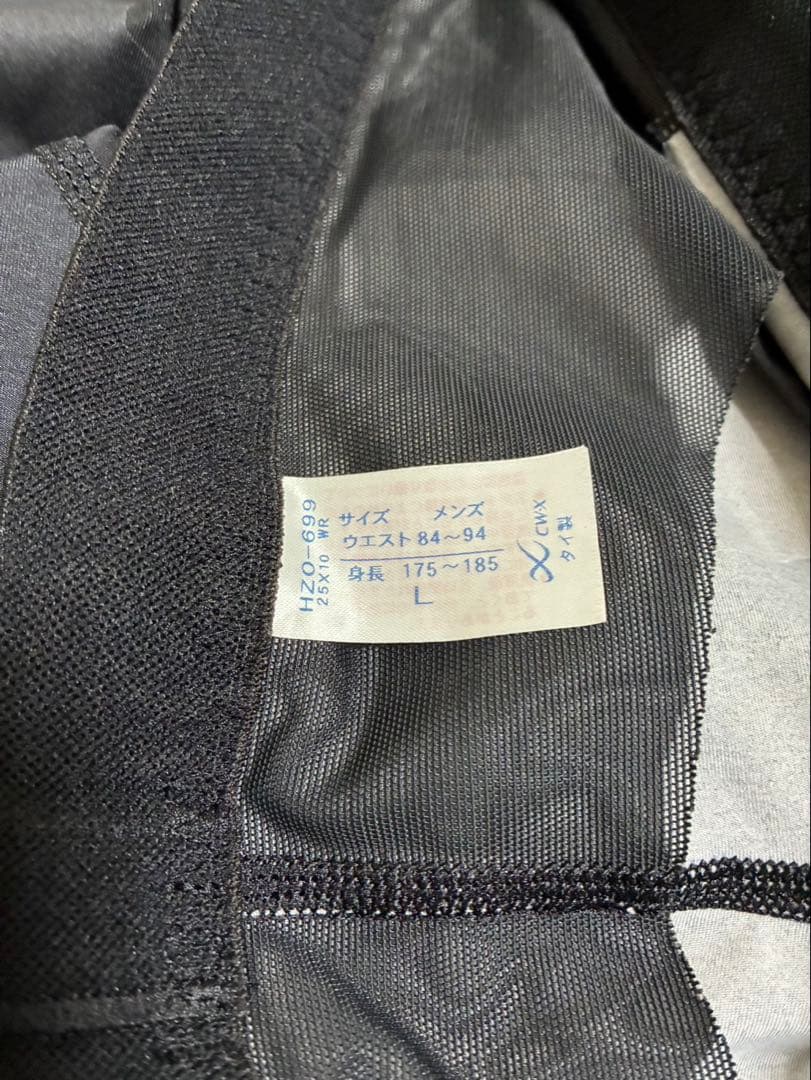 HZO-699
25X10 WR
サイズ メンズ
ウエスト 84～94
身長 175～185
L
CW-X
タイ製